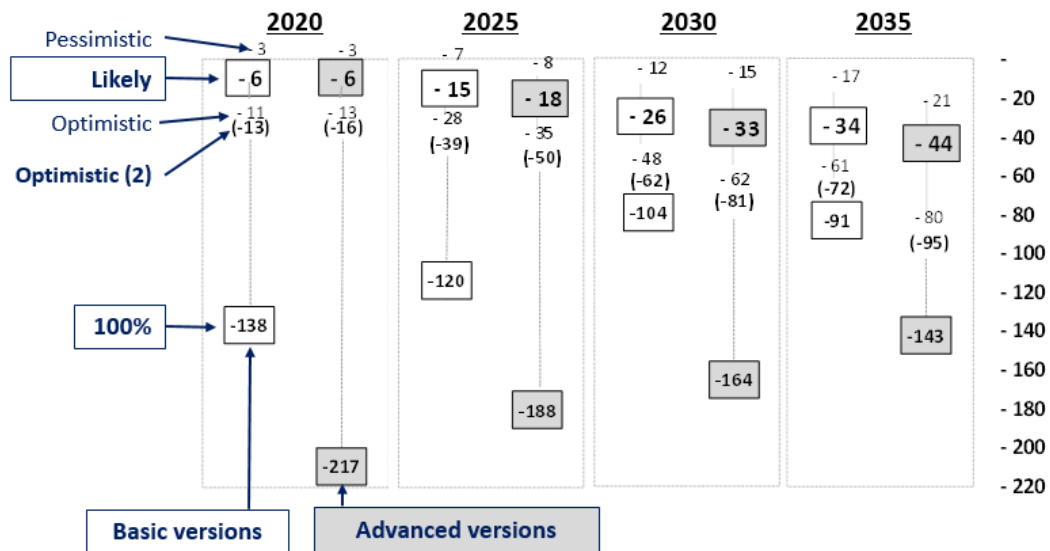 2020 2025 2030 2035
Pessimistic - 3 - 3 - 7 - 8 - 12 - 15 - 17 - 21 -
Likely - 6 - 6 - 15 - 18 - 26 - 33 - 34 - 44 - 20
Optimistic - 11 - 13 - 28 - 35 - 48 - 62 - 61 - 80 - 40
Optimistic (2) (-13) (-16) (-39) (-50) (-62) (-81) (-72) (-95) - 60
- 80
- 100
- 120
100% -138 -217 -120 -188 -104 -164 -91 -143 - 140
- 160
- 180
- 200
- 220
Basic versions Advanced versions